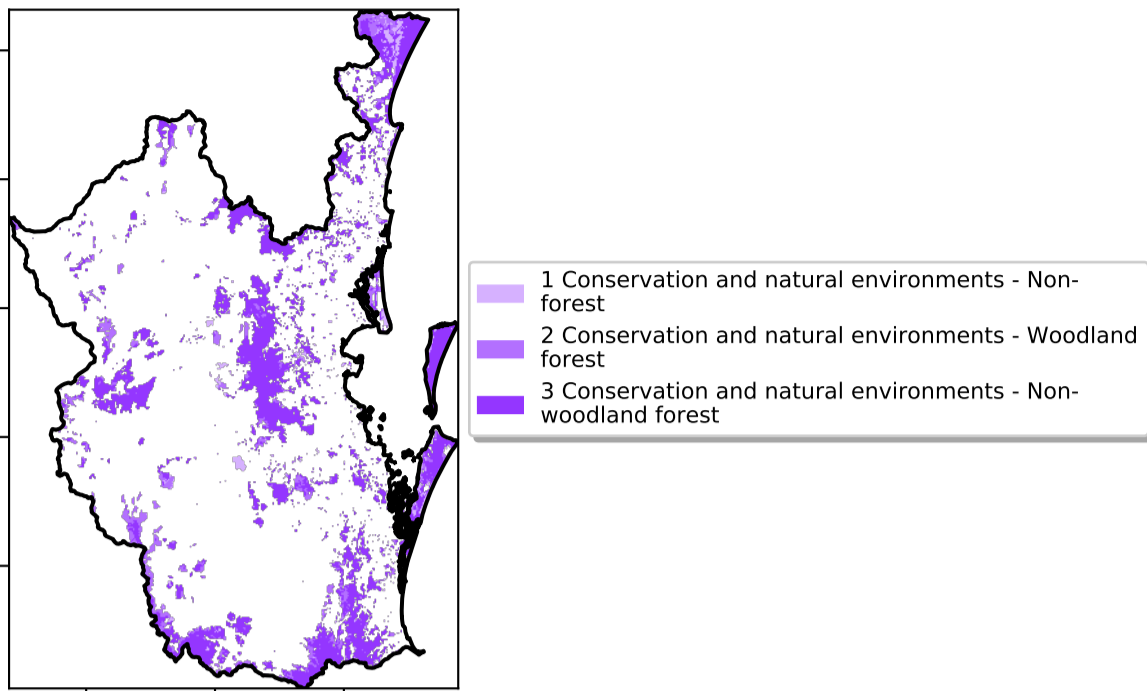 1 Conservation and natural environments - Non-
forest
2 Conservation and natural environments - Woodland
forest
3 Conservation and natural environments - Non-
woodland forest